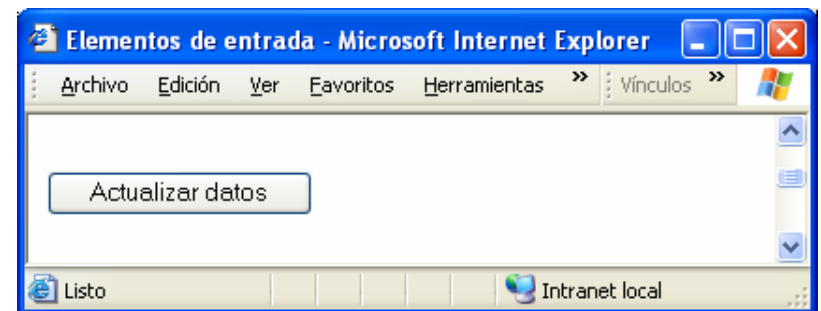 Elementos de entrada - Microsoft Internet Explorer
Archivo Edición Ver Favoritos Herramientas » Vínculos »
Actualizar datos
Listo Intranet local